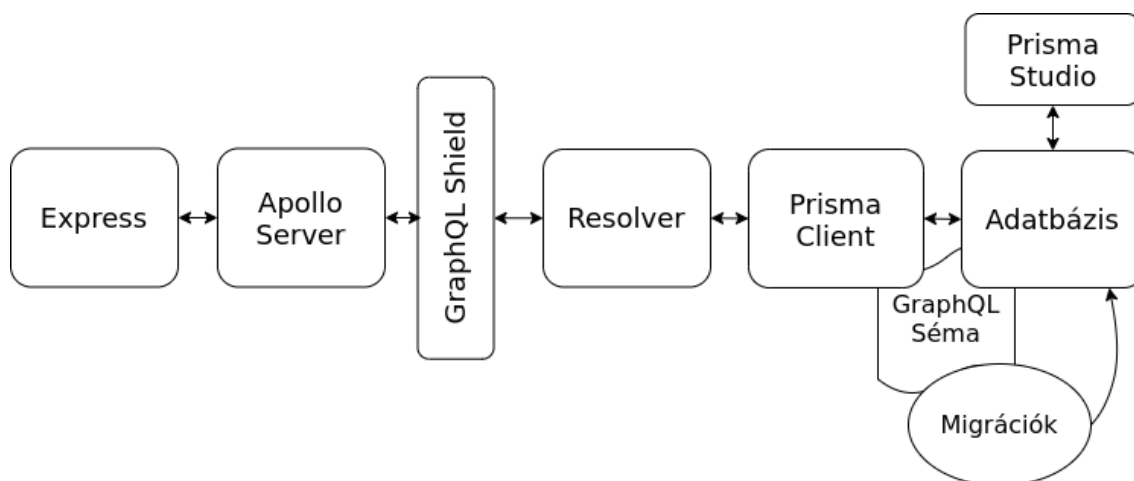 Express
Apollo
Server
GraphQL Shield
Resolver
Prisma
Client
Adatbázis
Prisma
Studio
GraphQL
Séma
Migrációk